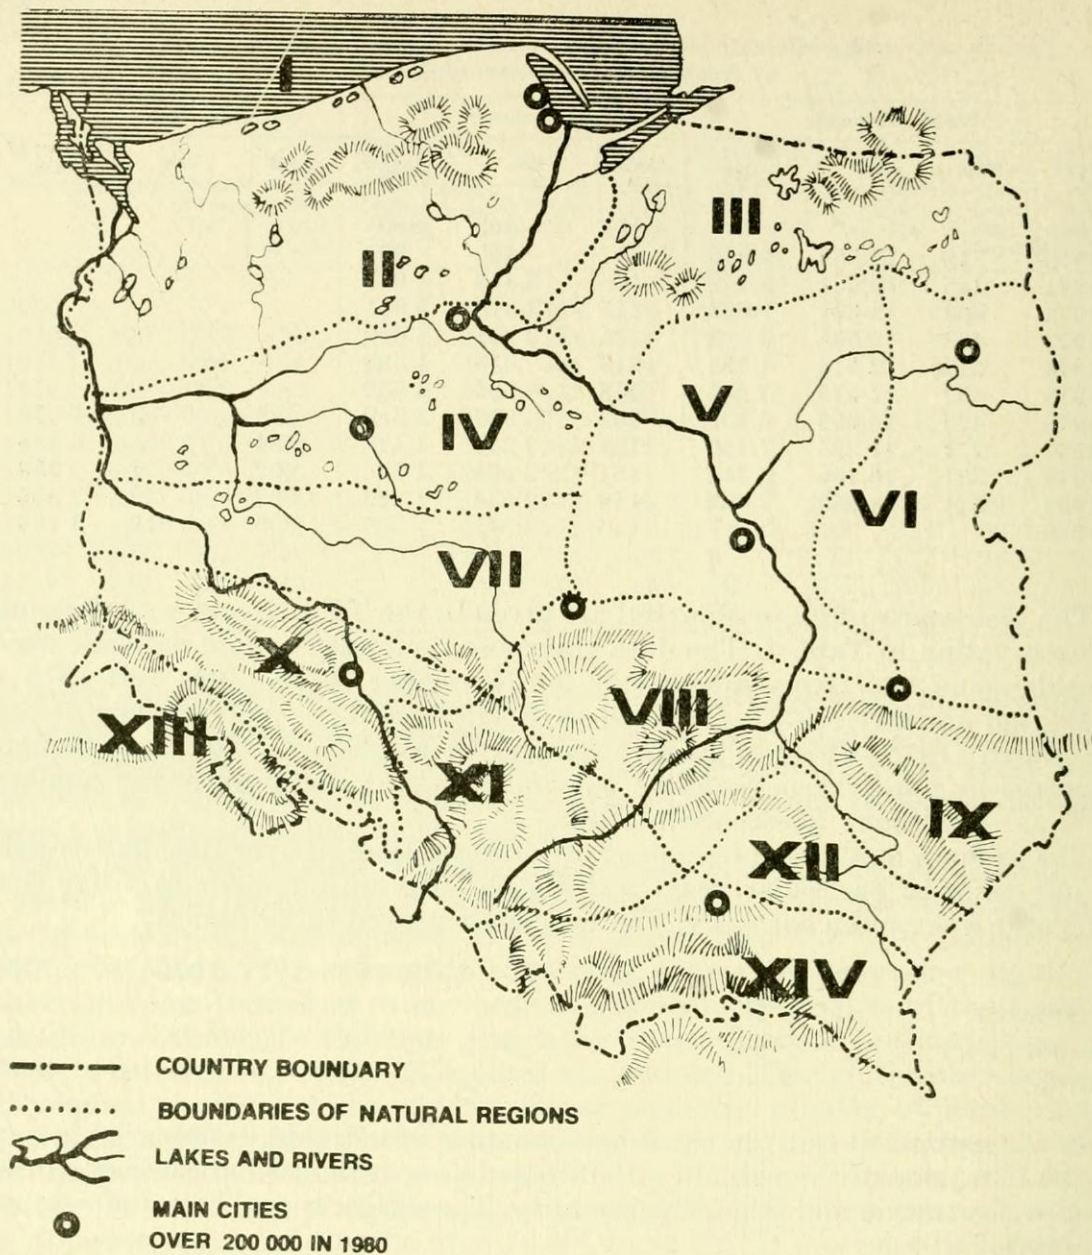 I
III
II
V
IV
VI
VII
X
VIII
XIII
XI
IX
XII
XIV
COUNTRY BOUNDARY
BOUNDARIES OF NATURAL REGIONS
LAKES AND RIVERS
MAIN CITIES
OVER 200 000 IN 1980